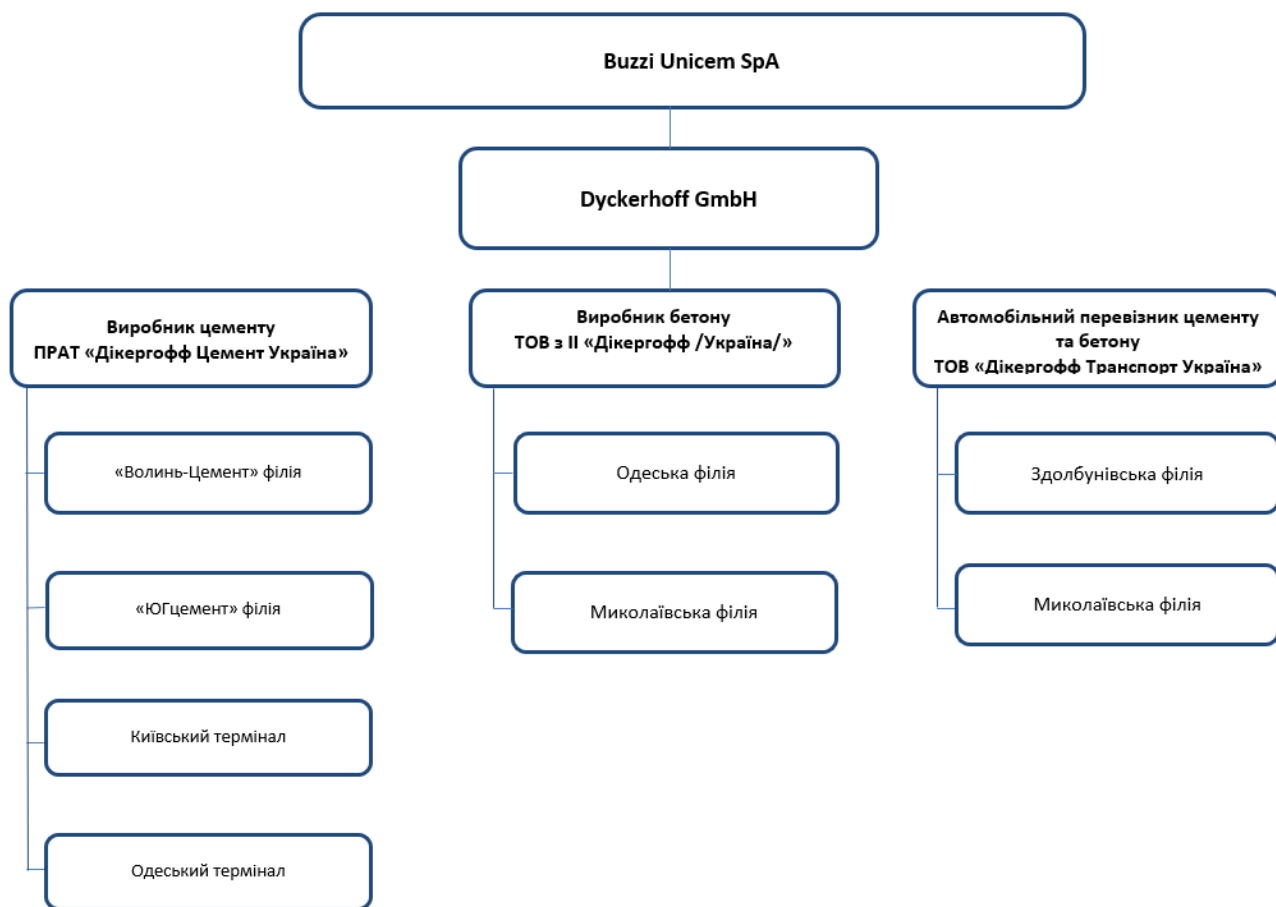 Buzzi Unicem SpA
Dyckerhoff GmbH
Виробник цементу
ПРАТ «Дікергофф Цемент Україна»
Виробник бетону
ТОВ з ІІ «Дікергофф /Україна/»
Автомобільний перевізник цементу
та бетону
ТОВ «Дікергофф Транспорт Україна»
«Волинь-Цемент» філія
Одеська філія
Здолбунівська філія
«ЮГцемент» філія
Миколаївська філія
Миколаївська філія
Київський термінал
Одеський термінал